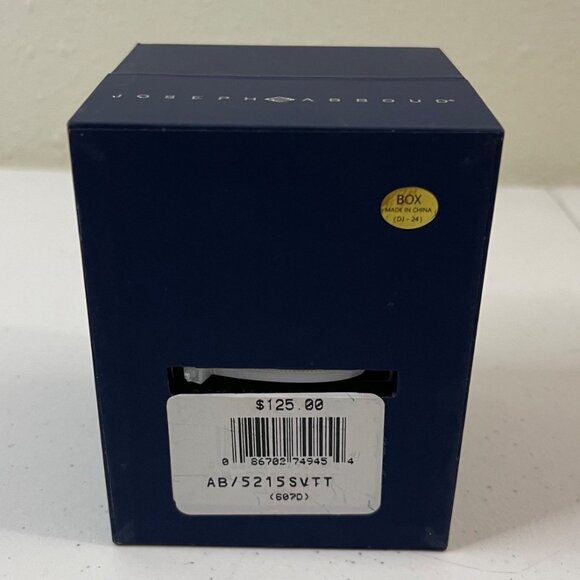 JOSEPH ABBOUD®
BOX
MADE IN CHINA
(DJ - 24)
$125.00
0 86702 74945 4
AB/5215SVTT
(607D)